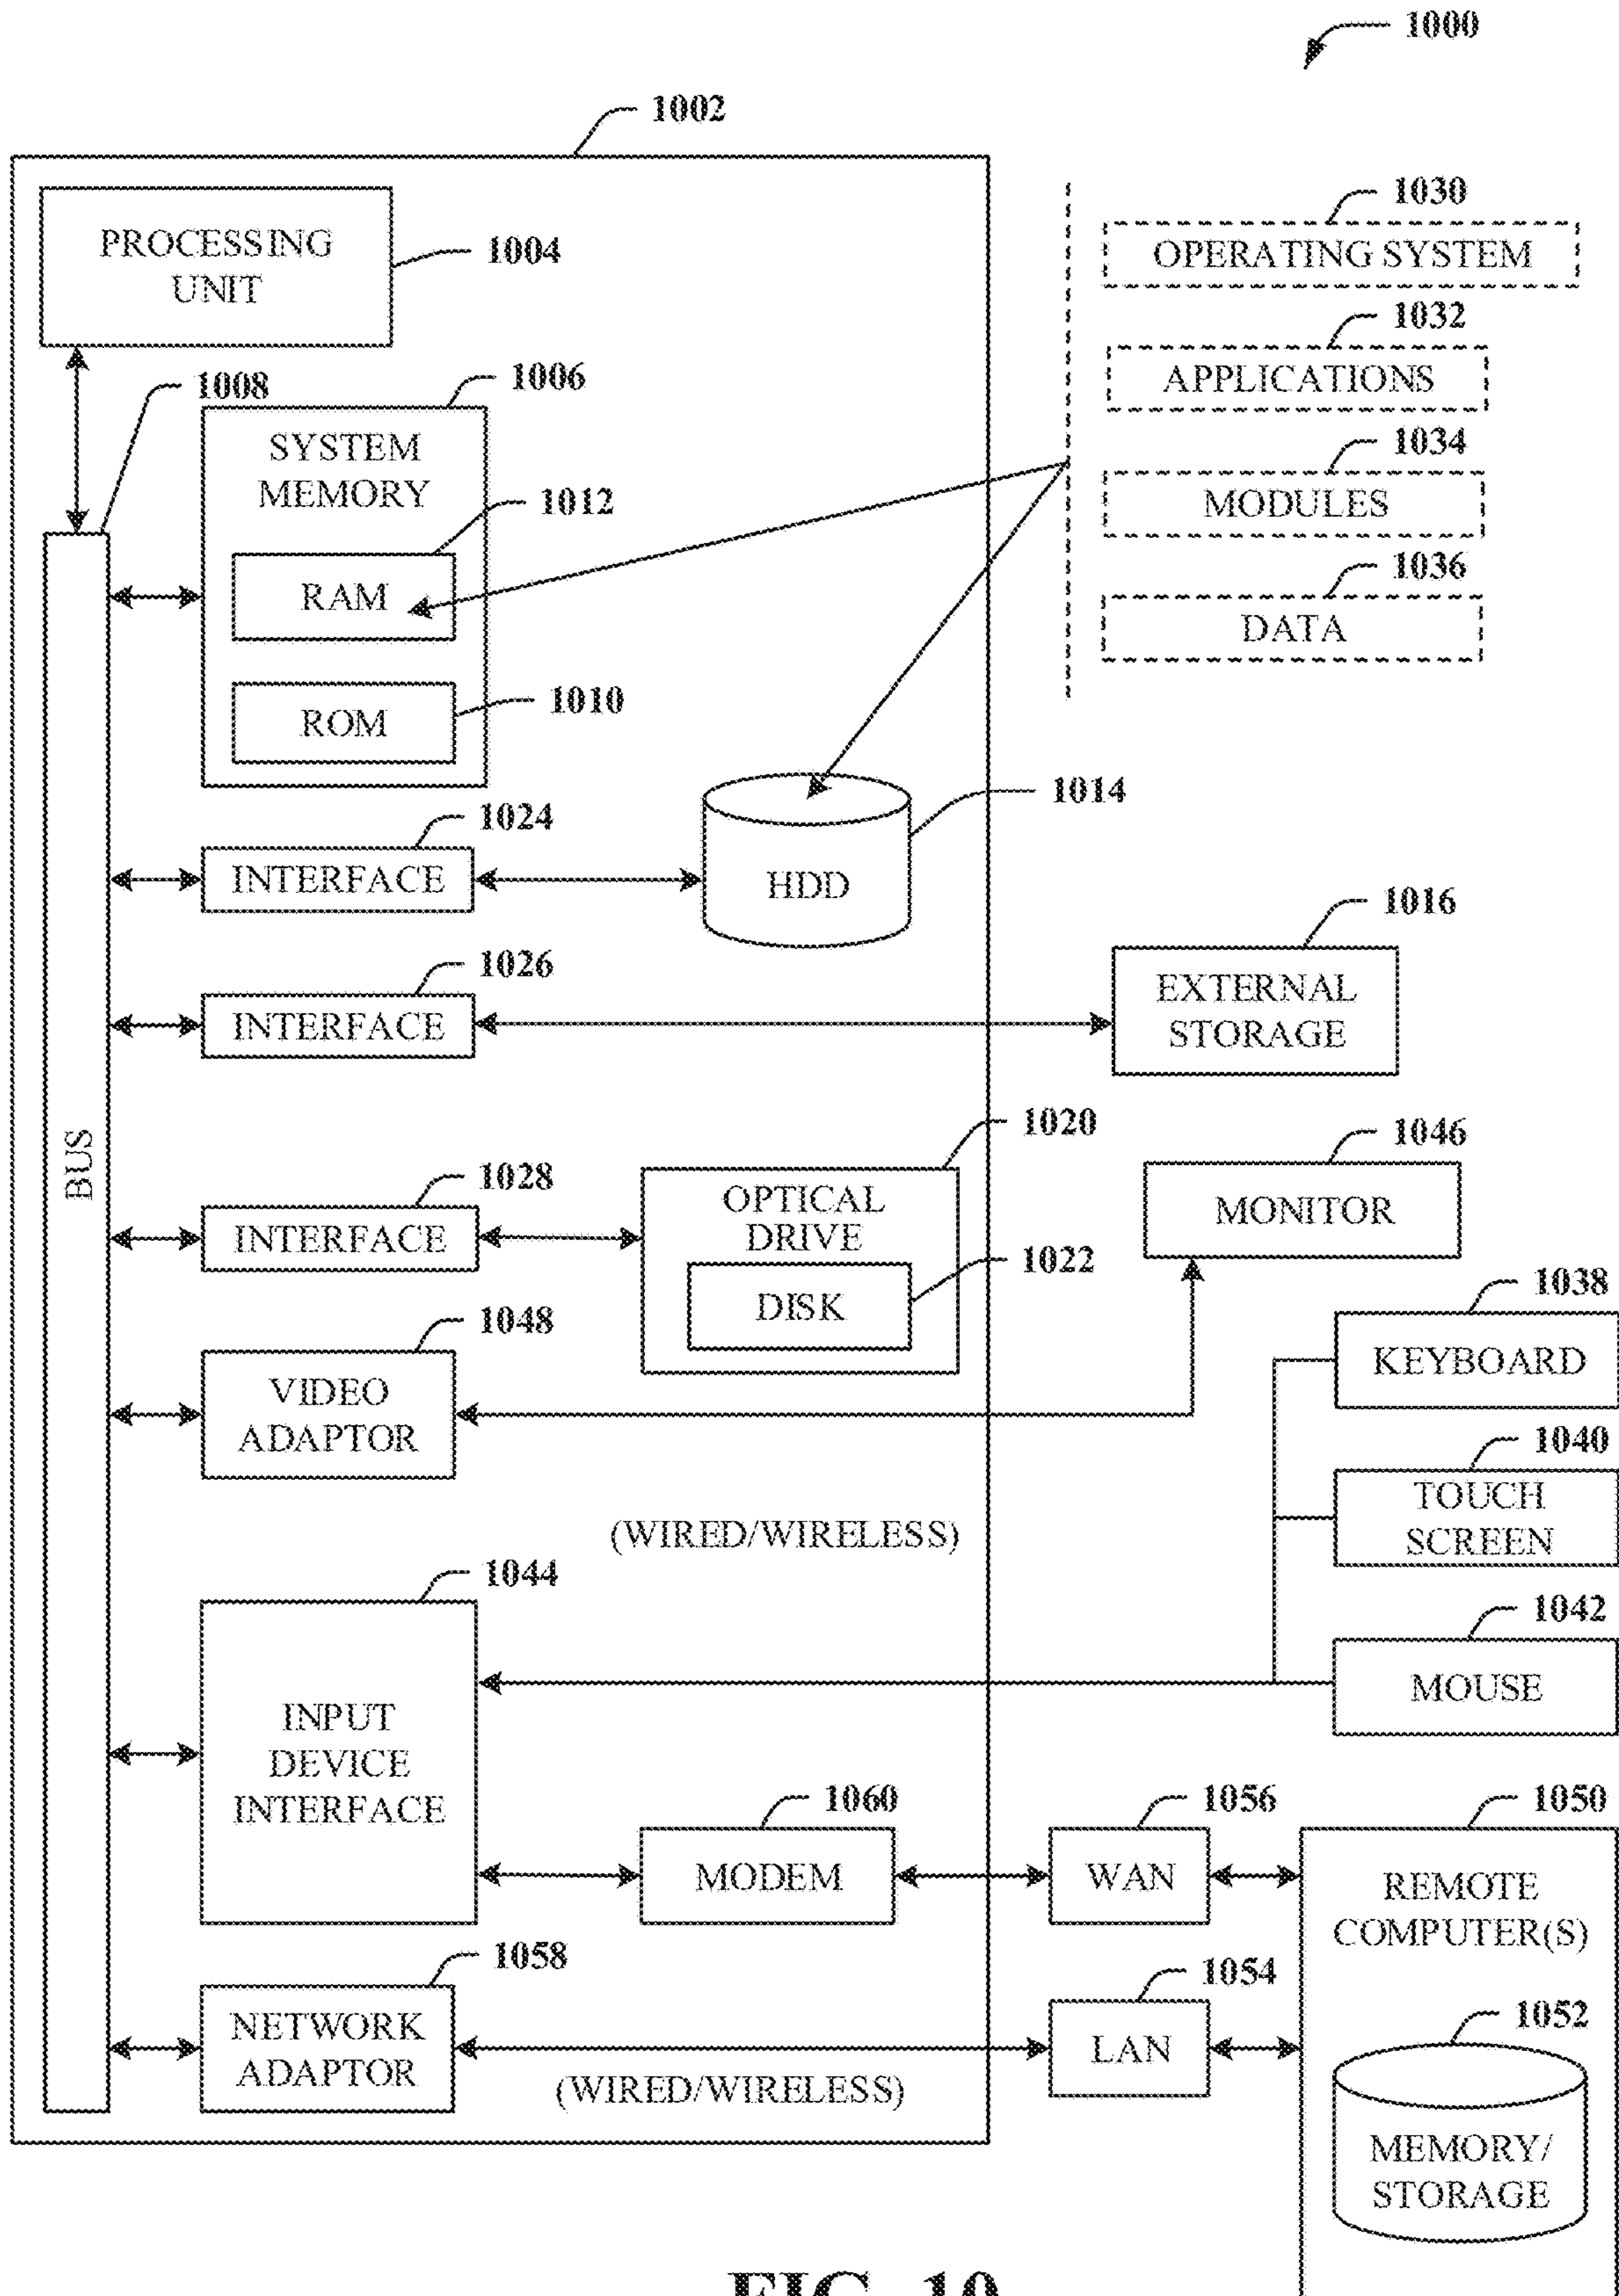 1000
1002
PROCESSING
UNIT
1004
1030
OPERATING SYSTEM
1032
APPLICATIONS
1034
MODULES
1036
DATA
1008
1006
SYSTEM
MEMORY
1012
RAM
1010
ROM
1014
HDD
1024
INTERFACE
1016
EXTERNAL
STORAGE
1026
INTERFACE
BUS
1020
OPTICAL
DRIVE
1022
DISK
1028
INTERFACE
1046
MONITOR
1048
VIDEO
ADAPTOR
1038
KEYBOARD
1040
TOUCH
SCREEN
(WIRED/WIRELESS)
1042
MOUSE
1044
INPUT
DEVICE
INTERFACE
1060
MODEM
1056
WAN
1050
REMOTE
COMPUTER(S)
1058
NETWORK
ADAPTOR
(WIRED/WIRELESS)
1054
LAN
1052
MEMORY/
STORAGE
FIG. 10